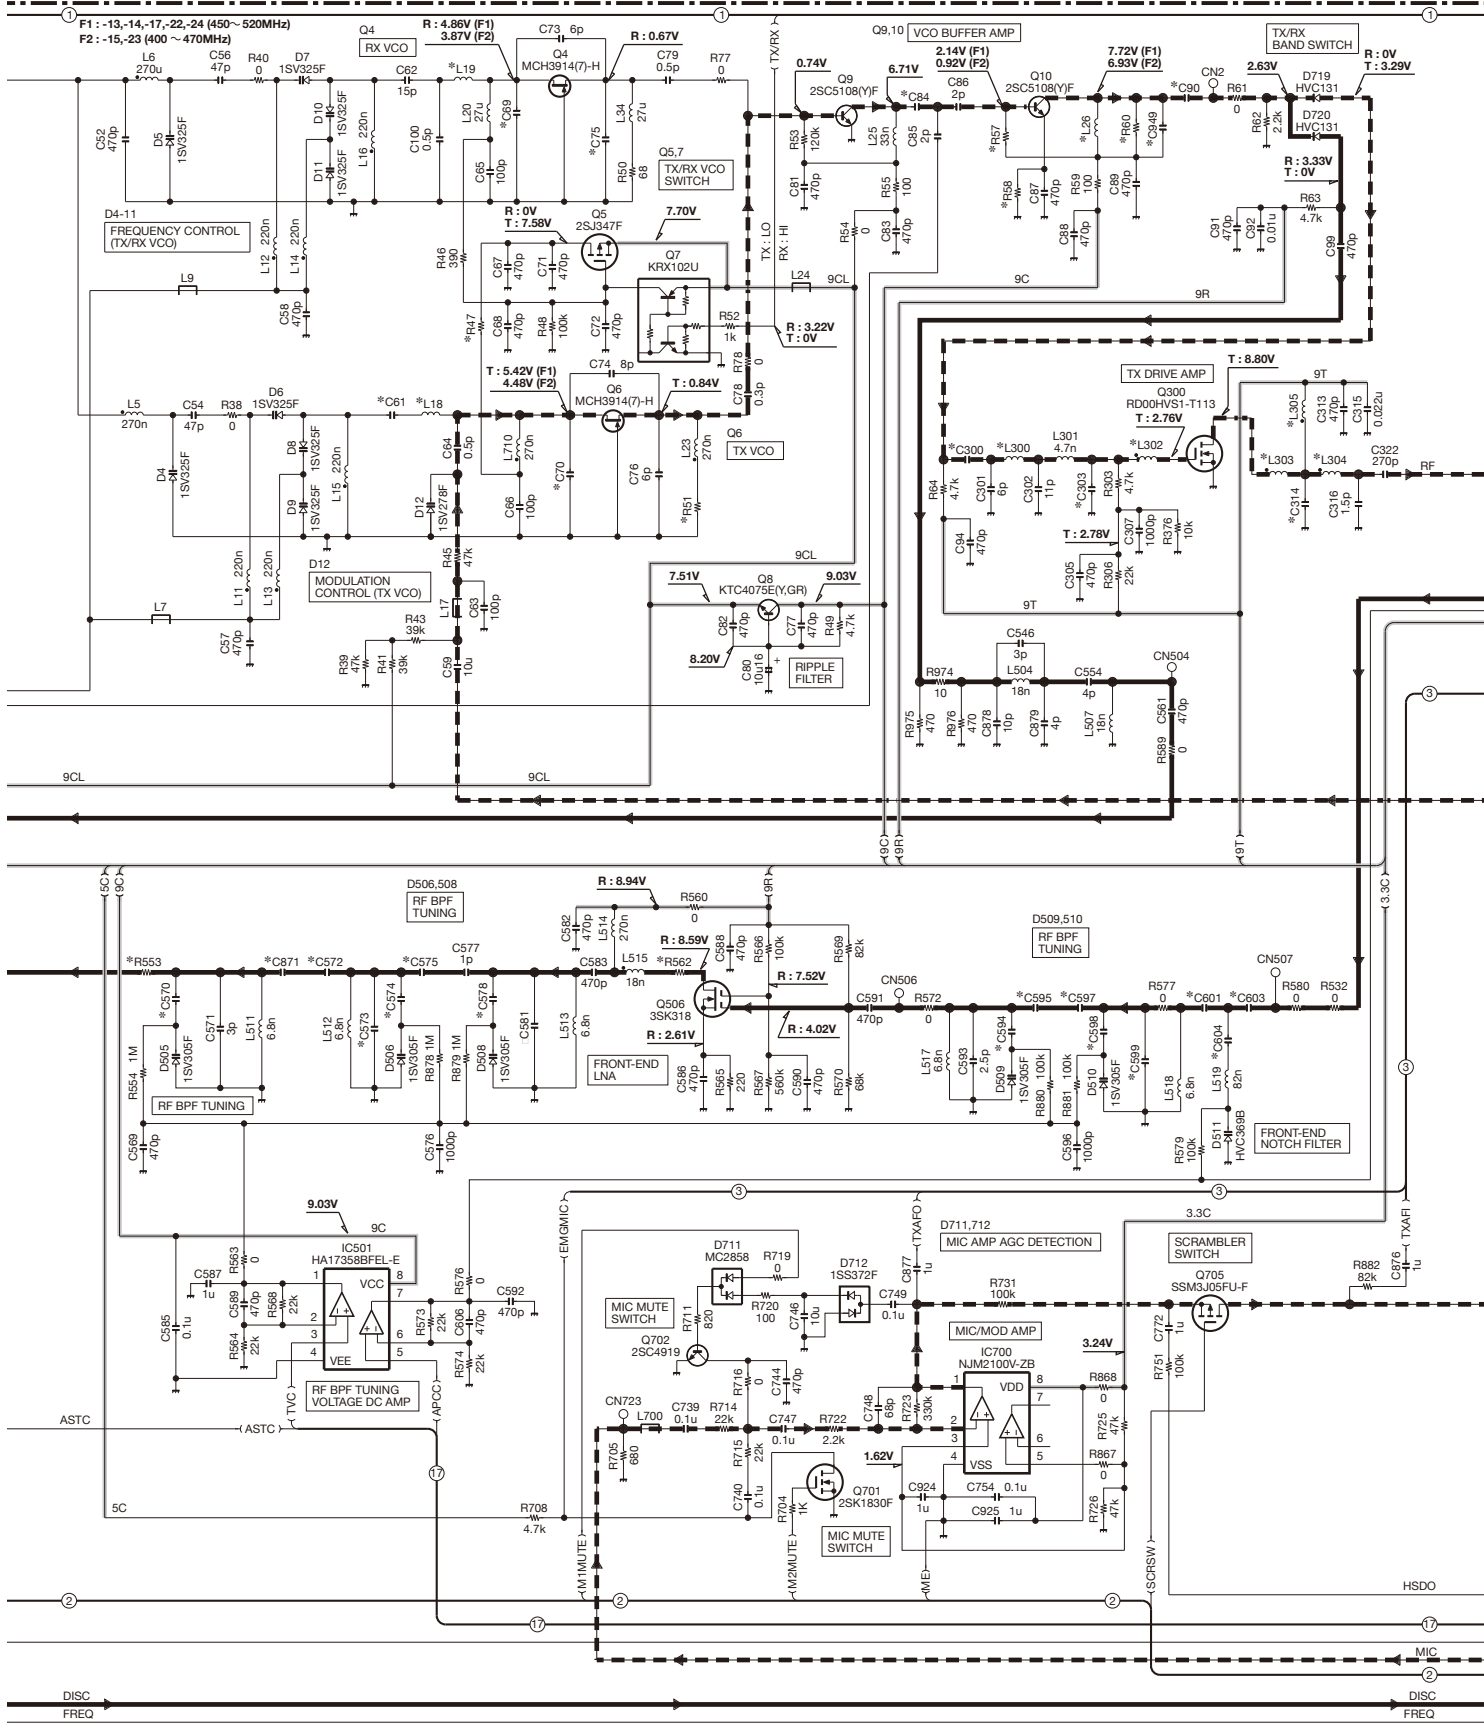 F1 : -13,-14,-17,-22,-24 (450～520MHz)
F2 : -15,-23 (400 ～470MHz)
Q4
RX VCO
R : 4.86V (F1)
3.87V (F2)
C73 6p
Q4
MCH3914(7)-H
R : 0.67V
C79
0.5p
R77
0
TX/RX
Q9,10
VCO BUFFER AMP
2.14V (F1)
0.92V (F2)
7.72V (F1)
6.93V (F2)
TX/RX
BAND SWITCH
R : 0V
T : 3.29V
L6
270u
C56
47p
R40
0
D7
1SV325F
C62
15p
*L19
0.74V
Q9
2SC5108(Y)F
6.71V
*C84
C86
2p
Q10
2SC5108(Y)F
*C90
CN2
R61
0
2.63V
D719
HVC131
D720
HVC131
C52
470p
D5
1SV325F
D10
1SV325F
D11
1SV325F
L16 220n
C100
0.5p
L20
27u
*C69
C65
100p
*C75
L34
27u
R50
68
R53
120k
C81
470p
L25
33n
R55
100
C85
2p
*R57
*R58
C87
470p
*L26
R59
100
*R60
*C949
C89
470p
R62
2.2k
R : 3.33V
T : 0V
R63
4.7k
Q5,7
TX/RX VCO
SWITCH
D4-11
FREQUENCY CONTROL
(TX/RX VCO)
L12 220n
L14 220n
L9
C58
470p
R46
390
R : 0V
T : 7.58V
Q5
2SJ347F
7.70V
Q7
KRX102U
C67
470p
C71
470p
*R47
C68
470p
R48
100k
C72
470p
R52
1k
TX : LO
RX : HI
L24
9CL
R54
0
C83
470p
C88
470p
9C
C91
470p
C92
0.01u
C99
470p
9R
R : 3.22V
T : 0V
C74 8p
R78
0
C78
0.3p
T : 5.42V (F1)
4.48V (F2)
Q6
MCH3914(7)-H
T : 0.84V
L5
270n
C54
47p
R38
0
D6
1SV325F
*C61
*L18
D4
1SV325F
D8
1SV325F
D9
1SV325F
L15 220n
C64
0.5p
D12
1SV278F
L710
270n
C66
100p
*C70
C76
6p
L23
270n
*R51
Q6
TX VCO
TX DRIVE AMP
Q300
RD00HVS1-T113
T : 2.76V
T : 8.80V
9T
*L305
C313
470p
C315
0.022u
*C300
*L300
L301
4.7n
*L302
R64
4.7k
C301
6p
C302
11p
*C303
R303
4.7k
*L303
*L304
C322
270p
RF
*C314
C316
1.5p
C94
470p
T : 2.78V
C307
1000p
R376
10k
C305
470p
R306
22k
9T
L11 220n
L13 220n
L7
C57
470p
D12
MODULATION
CONTROL (TX VCO)
R45
47k
L17
C63
100p
R43
39k
R39
47k
R41
39k
C59
10u
9CL
7.51V
Q8
KTC4075E(Y,GR)
9.03V
C82
470p
C77
470p
R49
4.7k
8.20V
C80
10u16
+
RIPPLE
FILTER
C546
3p
R974
10
L504
18n
C554
4p
CN504
R975
470
R976
470
C878
10p
C879
4p
L507
18n
C561
470p
R589
0
9CL
9CL
9C
9R
9T
5C
9C
9R
3.3C
D506,508
RF BPF
TUNING
R : 8.94V
R560
0
C582
470p
L514
270n
R : 8.59V
C588
470p
R566
100k
R569
82k
R : 7.52V
D509,510
RF BPF
TUNING
*R553
*C871
*C572
*C575
C577
1p
C583
470p
L515
18n
*R562
Q506
3SK318
C591
470p
CN506
R572
0
*C595
*C597
R577
0
*C601
*C603
CN507
R580
0
R532
0
R : 4.02V
R : 2.61V
*C570
C571
3p
L511
6.8n
L512
6.8n
*C573
*C574
*C578
C581
L513
6.8n
R554 1M
D505
1SV305F
D506
1SV305F
R878 1M
R879 1M
D508
1SV305F
FRONT-END
LNA
C586
470p
R565
220
R567
560k
C590
470p
R570
68k
L517
6.8n
C593
2.5p
*C594
D509
1SV305F
R880 100k
R881 100k
*C598
D510
1SV305F
*C599
L518
6.8n
*C604
L519
82n
RF BPF TUNING
C569
470p
C576
1000p
C596
1000p
R579
100k
D511
HVC369B
FRONT-END
NOTCH FILTER
9.03V
9C
IC501
HA17358BFEL-E
1 VCC 8
7
2
3 6
4 VEE 5
C587
1u
R563
0
C589
470p
R568
22k
R564
22k
C585
0.1u
R576
0
R573
22k
C606
470p
C592
470p
R574
22k
RF BPF TUNING
VOLTAGE DC AMP
TVC
APCC
EMGMIC
D711
MC2858
R719
0
D712
1SS372F
R720
100
C746
10u
MIC MUTE
SWITCH
R711
820
Q702
2SC4919
C749
0.1u
TXAFO
C877
1u
D711,712
MIC AMP AGC DETECTION
3.3C
R731
100k
SCRAMBLER
SWITCH
Q705
SSM3J05FU-F
R882
82k
C876
1u
TXAFI
C772
1u
R751
100k
MIC/MOD AMP
IC700
NJM2100V-ZB
3.24V
1 VDD 8
7
2
3 6
4 VSS 5
R868
0
R725
47k
R867
0
R726
47k
ASTC
ASTC
CN723
L700
C739
0.1u
R714
22k
R716
0
C744
470p
C747
0.1u
R722
2.2k
C748
68p
R723
330k
1.62V
R705
680
R715
22k
C740
0.1u
R704
1K
Q701
2SK1830F
C924
1u
C754 0.1u
C925 1u
MIC MUTE
SWITCH
5C
R708
4.7k
M1MUTE
M2MUTE
ME
SCRSW
HSDO
MIC
DISC
FREQ
DISC
FREQ
1
1
1
3
3
3
3
17
2
2
2
17
17
2